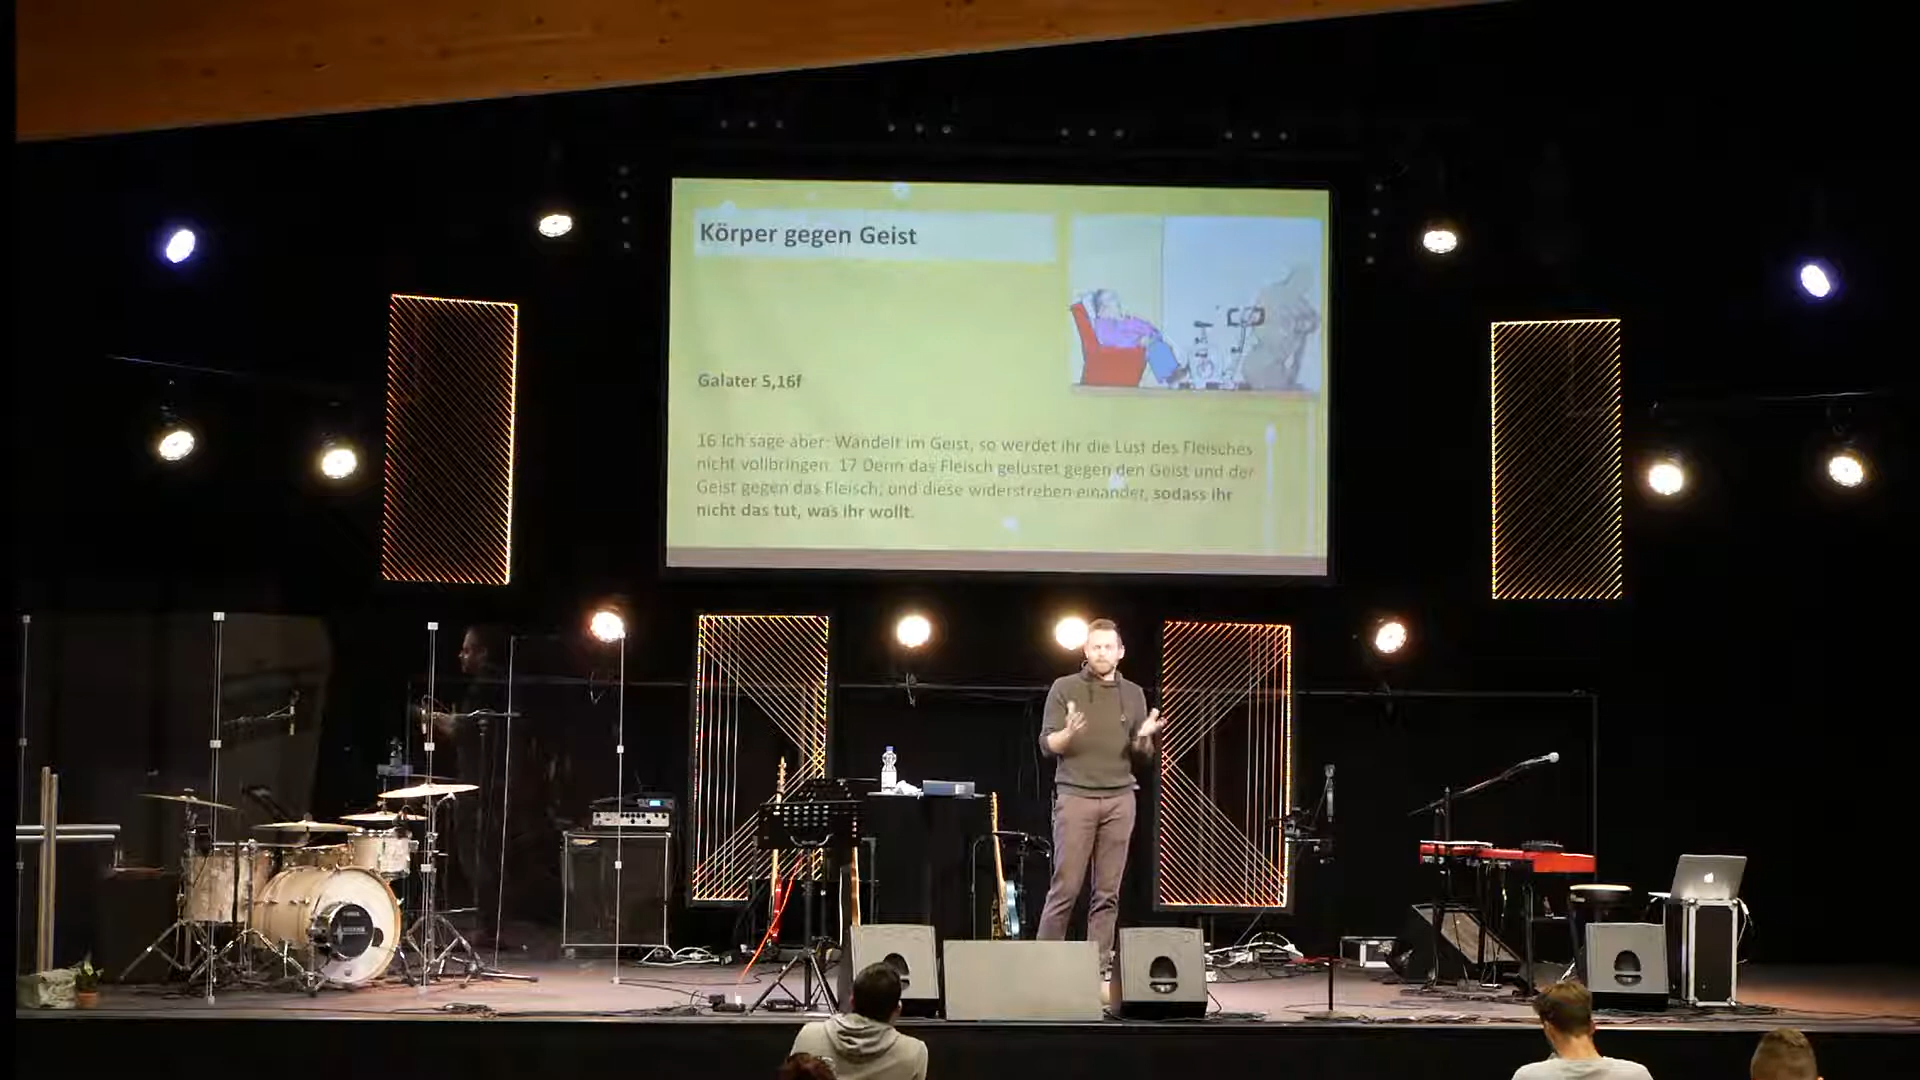 Körper gegen Geist
Galater 5,16f
16 Ich sage aber: Wandelt im Geist, so werdet ihr die Lust des Fleisches
nicht vollbringen. 17 Denn das Fleisch gelüstet gegen den Geist und der
Geist gegen das Fleisch; und diese widerstreben einander, sodass ihr
nicht das tut, was ihr wollt.